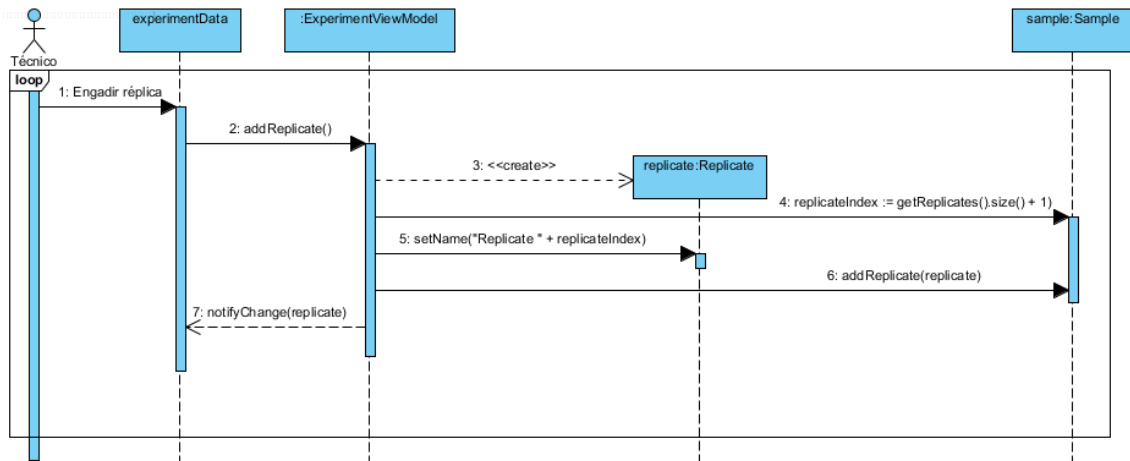 experimentData
:ExperimentViewModel
sample:Sample
Técnico
loop
1: Engadir réplica
2: addReplicate()
3: <<create>>
replicate:Replicate
4: replicateIndex := getReplicates().size() + 1)
5: setName("Replicate " + replicateIndex)
6: addReplicate(replicate)
7: notifyChange(replicate)